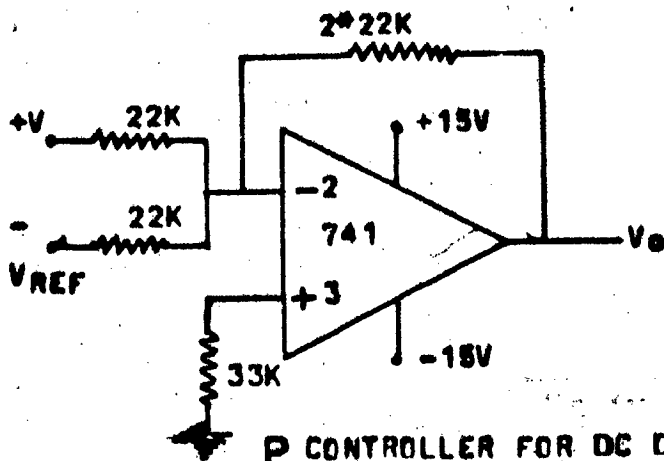 2*22K
+V
22K
+15V
-2
22K
-
VREF
741
Vo
+3
33K
-15V
P CONTROLLER FOR DC D